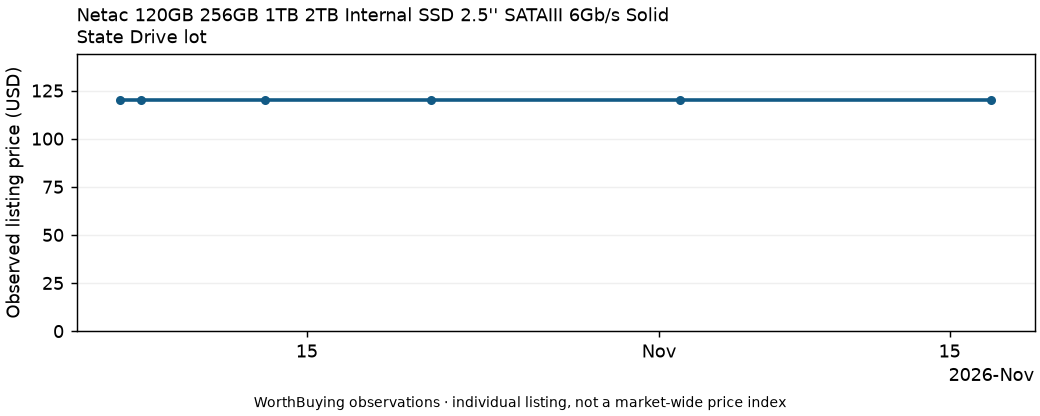 Netac 120GB 256GB 1TB 2TB Internal SSD 2.5'' SATAIII 6Gb/s Solid
State Drive lot
Observed listing price (USD)
125
100
75
50
25
0
15
Nov
15
2026-Nov
WorthBuying observations · individual listing, not a market-wide price index